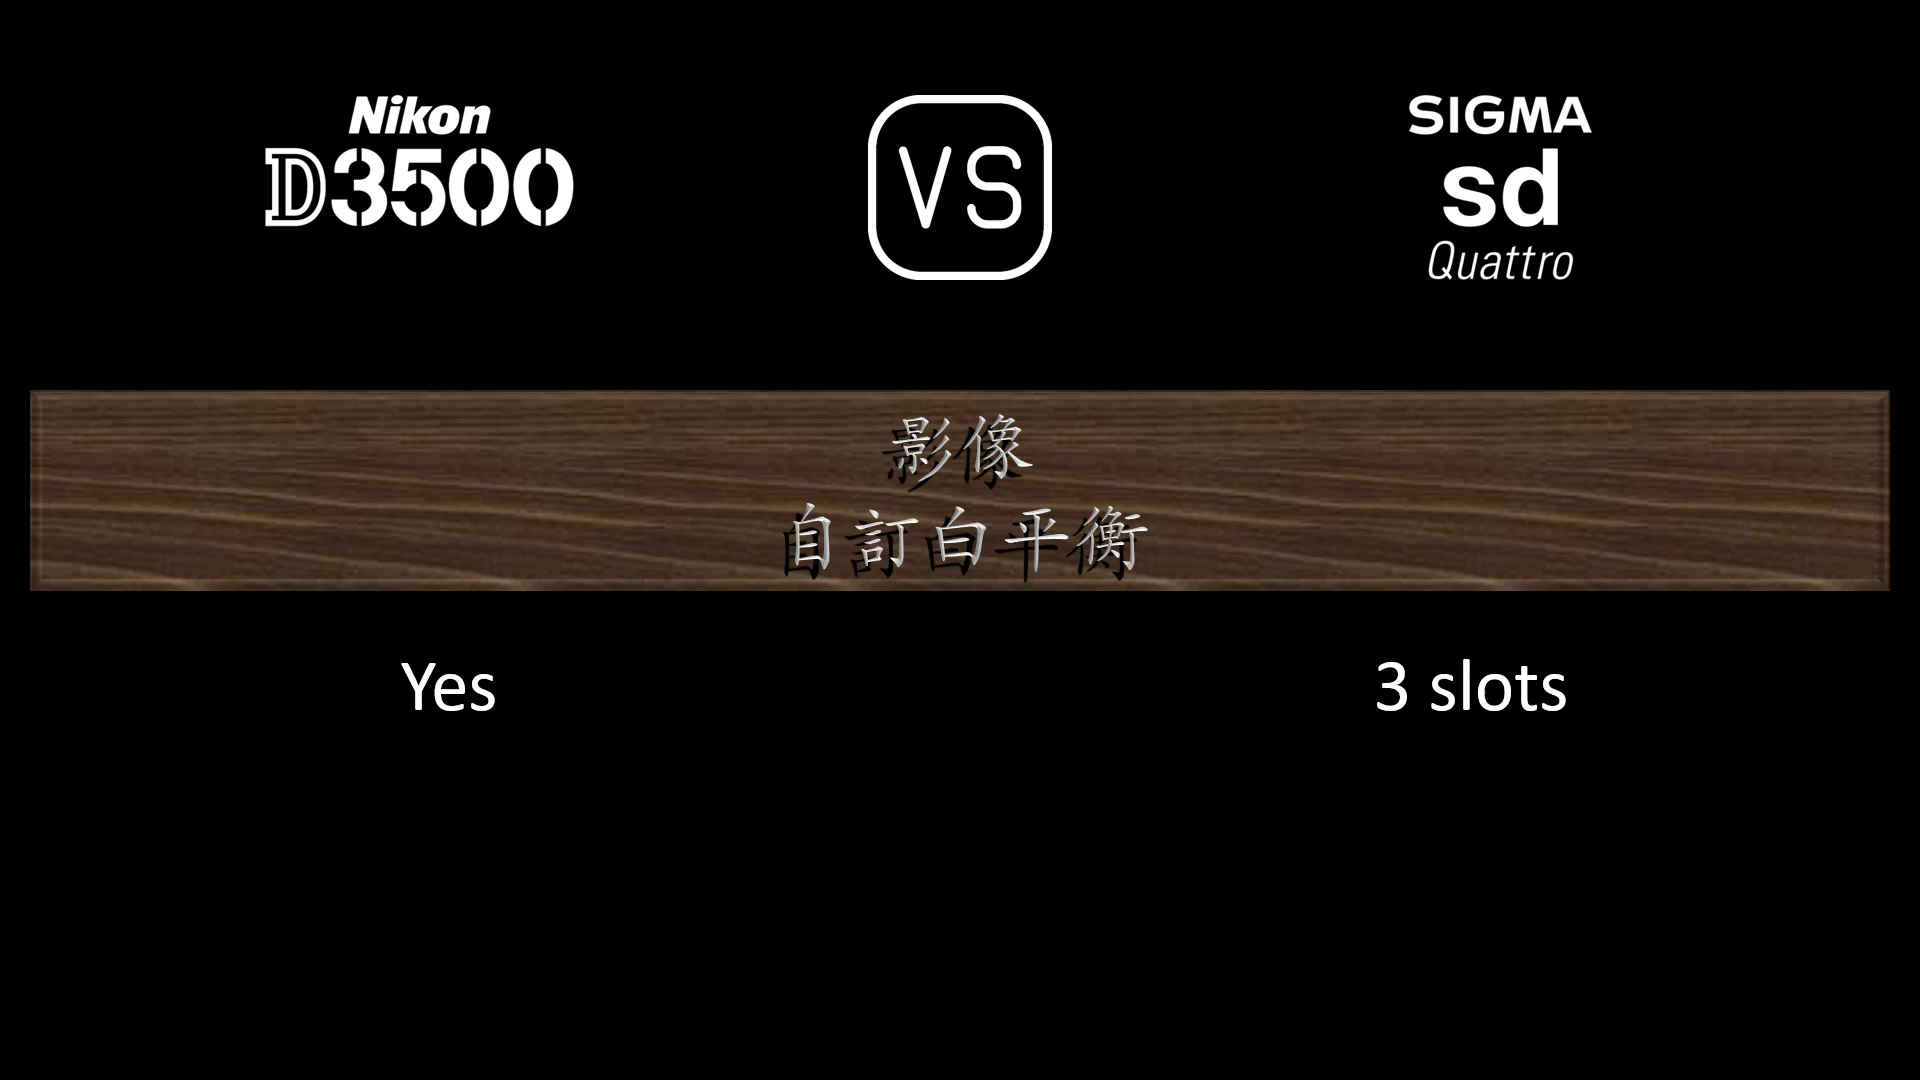 Nikon
D3500
VS
SIGMA
sd
Quattro
影像
自訂白平衡
Yes
3 slots